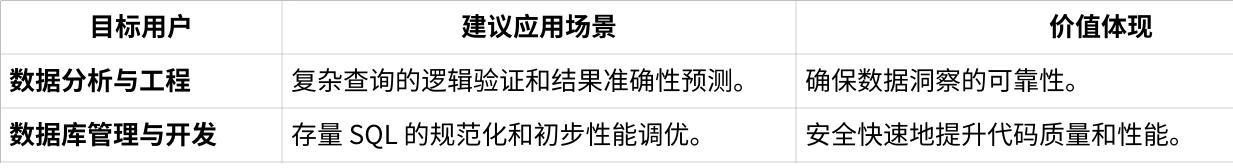 目标用户 建议应用场景 价值体现
数据分析与工程 复杂查询的逻辑验证和结果准确性预测。 确保数据洞察的可靠性。
数据库管理与开发 存量 SQL 的规范化和初步性能调优。 安全快速地提升代码质量和性能。